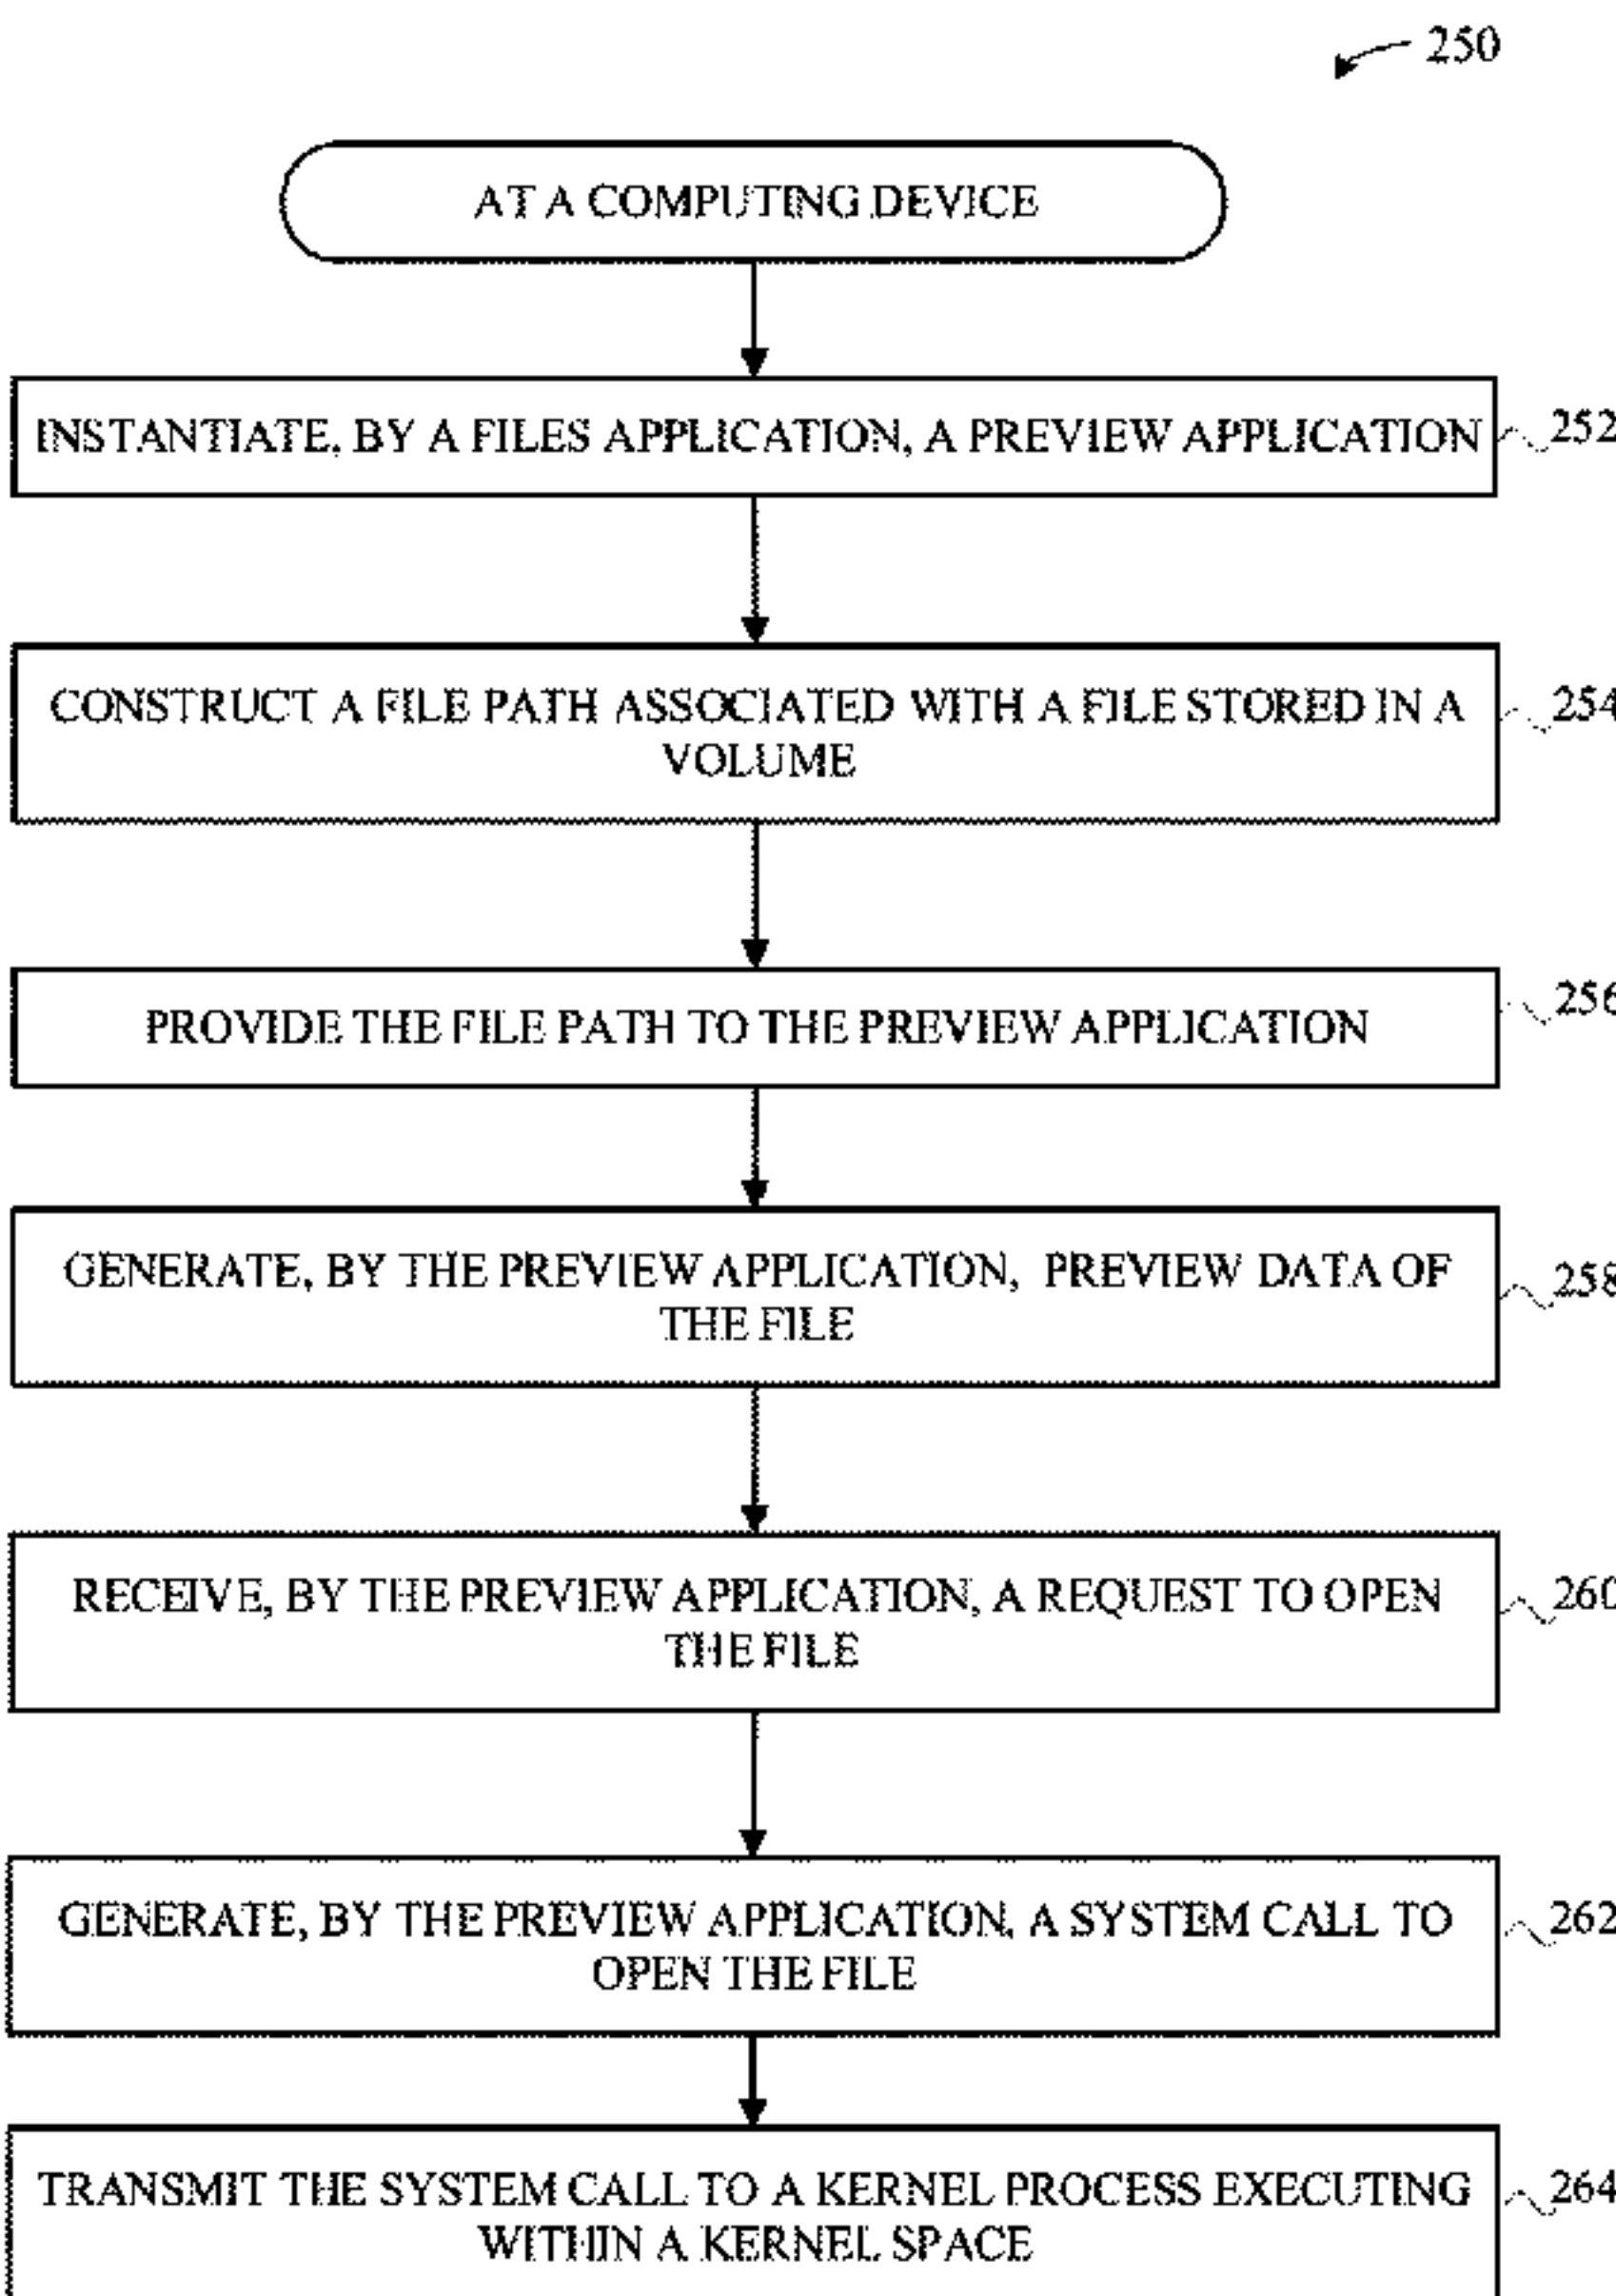 250
AT A COMPUTING DEVICE
INSTANTIATE, BY A FILES APPLICATION, A PREVIEW APPLICATION
252
CONSTRUCT A FILE PATH ASSOCIATED WITH A FILE STORED IN A
VOLUME
254
PROVIDE THE FILE PATH TO THE PREVIEW APPLICATION
256
GENERATE, BY THE PREVIEW APPLICATION, PREVIEW DATA OF
THE FILE
258
RECEIVE, BY THE PREVIEW APPLICATION, A REQUEST TO OPEN
THE FILE
260
GENERATE, BY THE PREVIEW APPLICATION, A SYSTEM CALL TO
OPEN THE FILE
262
TRANSMIT THE SYSTEM CALL TO A KERNEL PROCESS EXECUTING
WITHIN A KERNEL SPACE
264